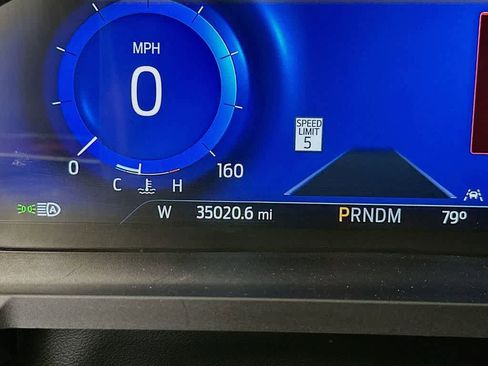 MPH
0
SPEED
LIMIT
5
0 160
C H
A W 35020.6 mi PRNDM 79°